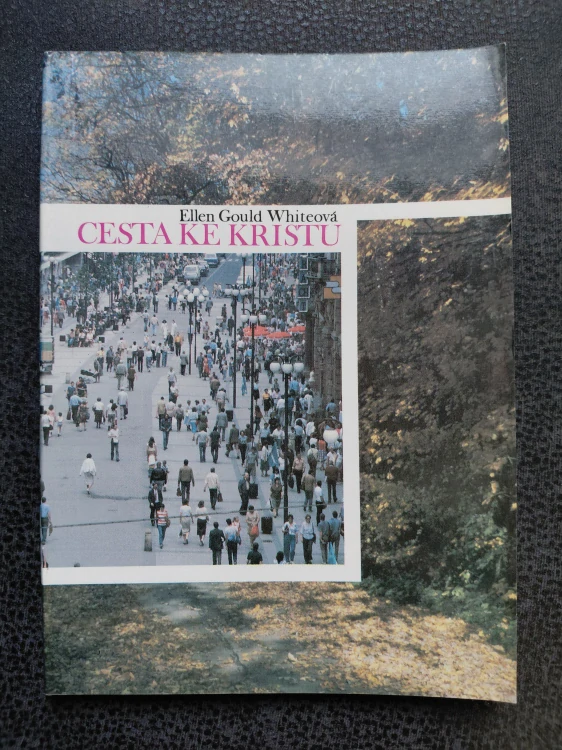 Ellen Gould Whiteová
CESTA KE KRISTU